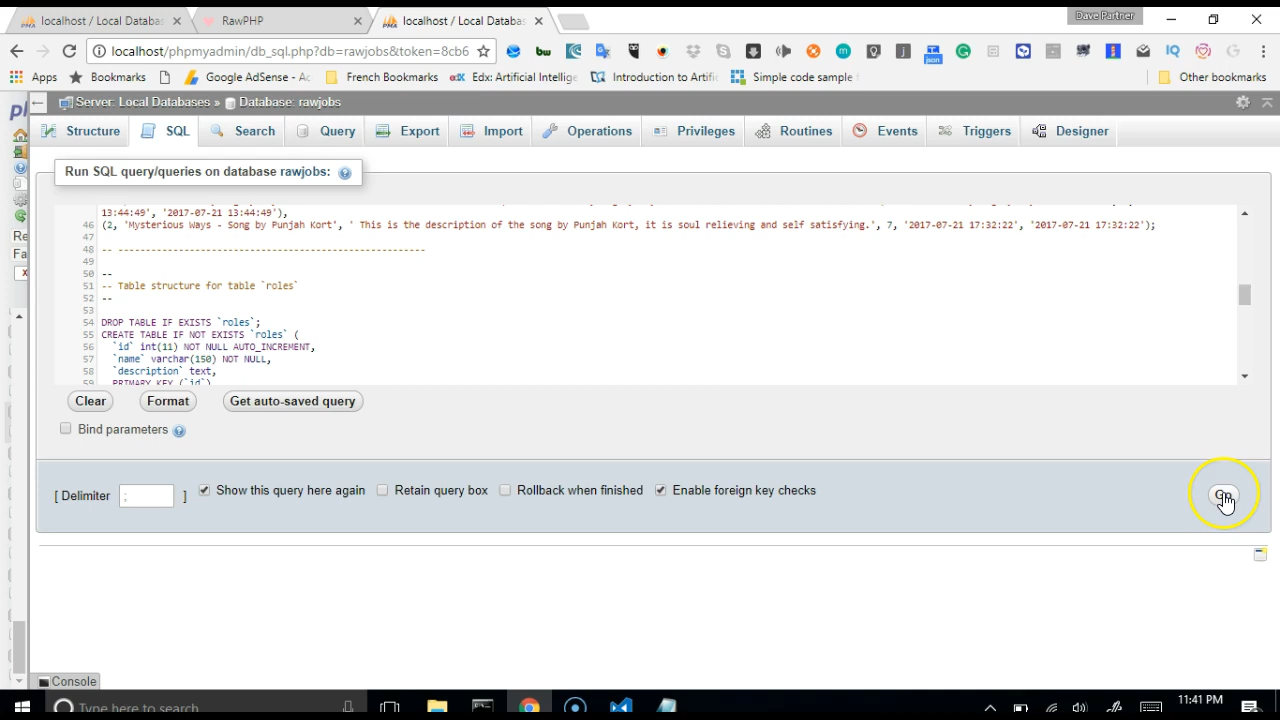 localhost / Local Databas
RawPHP
localhost / Local Databas
Dave Partner
localhost/phpmyadmin/db_sql.php?db=rawjobs&token=8cb6
Apps
Bookmarks
Google AdSense - Ac
French Bookmarks
Edx: Artificial Intellige
Introduction to Artific
Simple code sample f
Other bookmarks
Server: Local Databases » Database: rawjobs
Structure SQL Search Query Export Import Operations Privileges Routines Events Triggers Designer
Run SQL query/queries on database rawjobs:
13:44:49', '2017-07-21 13:44:49'),
46 (2, 'Mysterious Ways - Song by Punjah Kort', ' This is the description of the song by Punjah Kort, it is soul relieving and self satisfying.', 7, '2017-07-21 17:32:22', '2017-07-21 17:32:22');
47
48 -- --------------------------------------------------
49
50 --
51 -- Table structure for table `roles`
52 --
53
54 DROP TABLE IF EXISTS `roles`;
55 CREATE TABLE IF NOT EXISTS `roles` (
56 `id` int(11) NOT NULL AUTO_INCREMENT,
57 `name` varchar(150) NOT NULL,
58 `description` text,
59 PRIMARY KEY (`id`)
Clear Format Get auto-saved query
Bind parameters
[ Delimiter ; ] Show this query here again Retain query box Rollback when finished Enable foreign key checks
Go
Console
Type here to search
11:41 PM